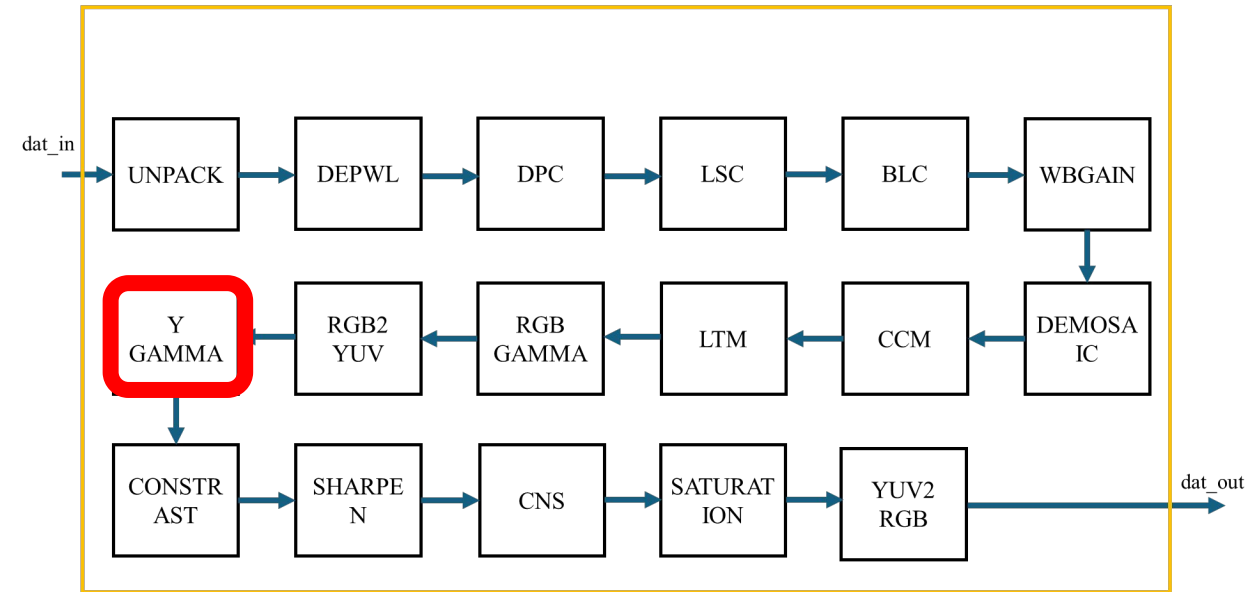 dat_in
UNPACK
DEPWL
DPC
LSC
BLC
WBGAIN
Y
GAMMA
RGB2
YUV
RGB
GAMMA
LTM
CCM
DEMOSA
IC
CONSTR
AST
SHARPE
N
CNS
SATURAT
ION
YUV2
RGB
dat_out